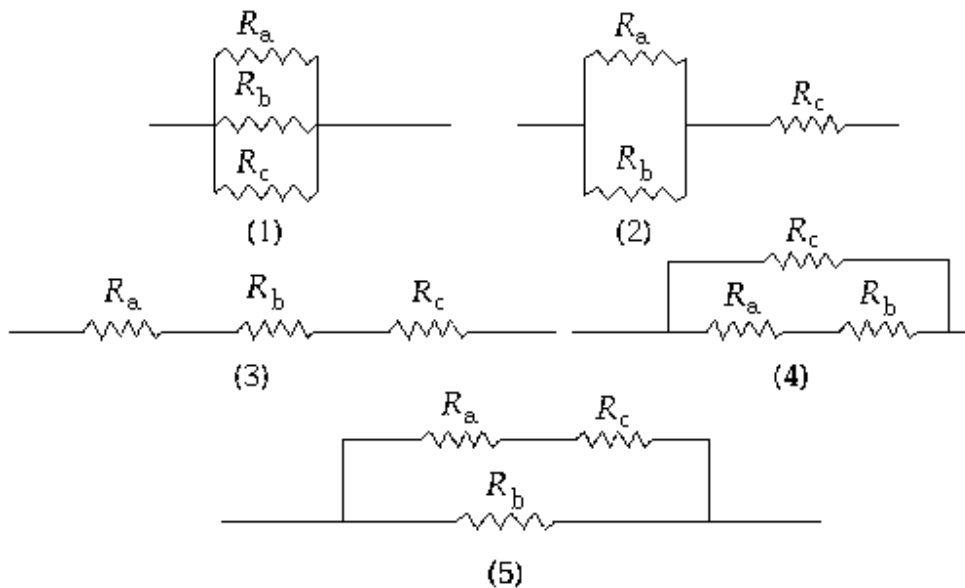 R_a
R_b
R_c
(1)
R_a
R_b
R_c
(2)
R_a
R_b
R_c
(3)
R_c
R_a
R_b
(4)
R_a
R_c
R_b
(5)